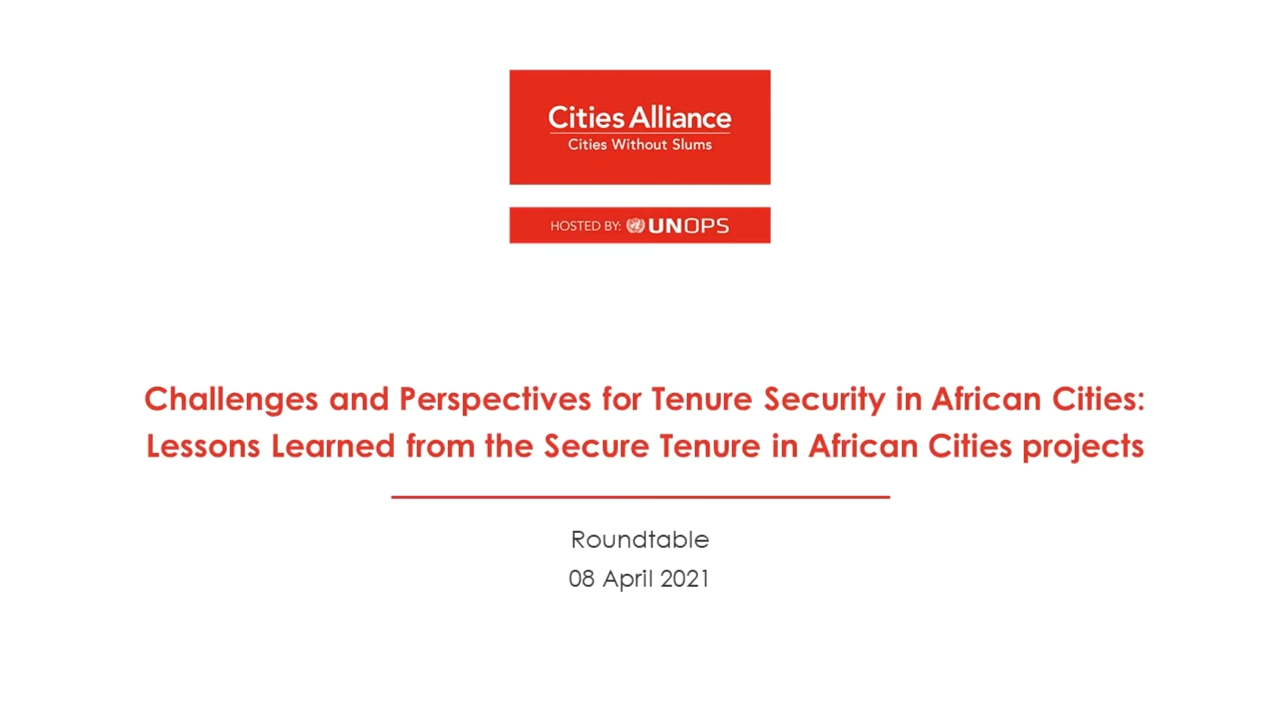 Cities Alliance
Cities Without Slums
HOSTED BY: UNOPS
Challenges and Perspectives for Tenure Security in African Cities:
Lessons Learned from the Secure Tenure in African Cities projects
Roundtable
08 April 2021